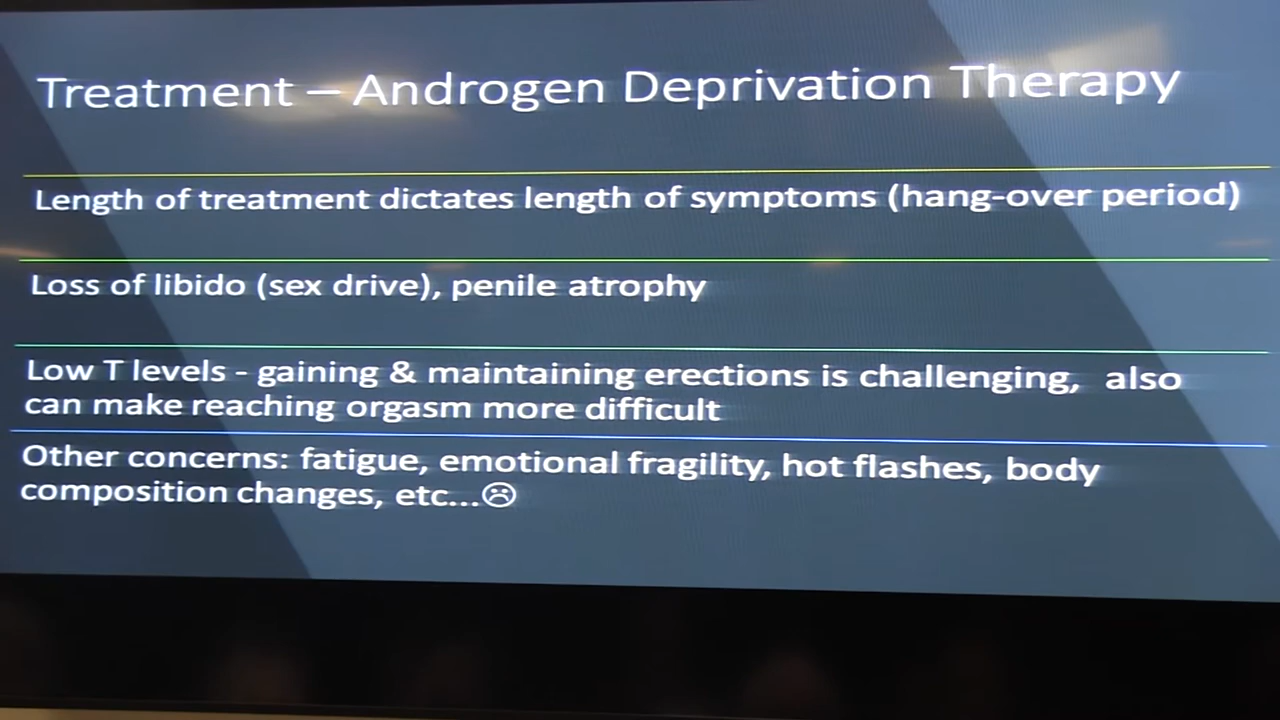 Treatment – Androgen Deprivation Therapy
Length of treatment dictates length of symptoms (hang-over period)
Loss of libido (sex drive), penile atrophy
Low T levels - gaining & maintaining erections is challenging, also
can make reaching orgasm more difficult
Other concerns: fatigue, emotional fragility, hot flashes, body
composition changes, etc...☹